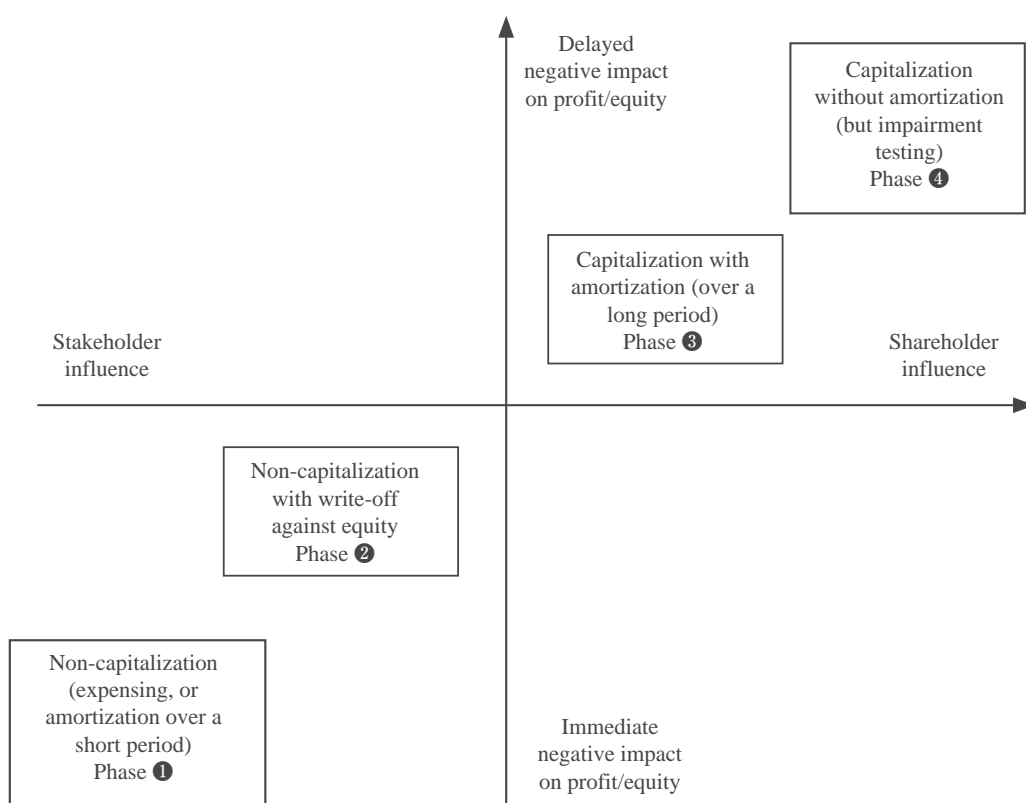 Delayed
negative impact
on profit/equity
Capitalization
without amortization
(but impairment
testing)
Phase ❹
Capitalization with
amortization (over a
long period)
Phase ❸
Stakeholder
influence
Shareholder
influence
Non-capitalization
with write-off
against equity
Phase ❷
Non-capitalization
(expensing, or
amortization over a
short period)
Phase ❶
Immediate
negative impact
on profit/equity